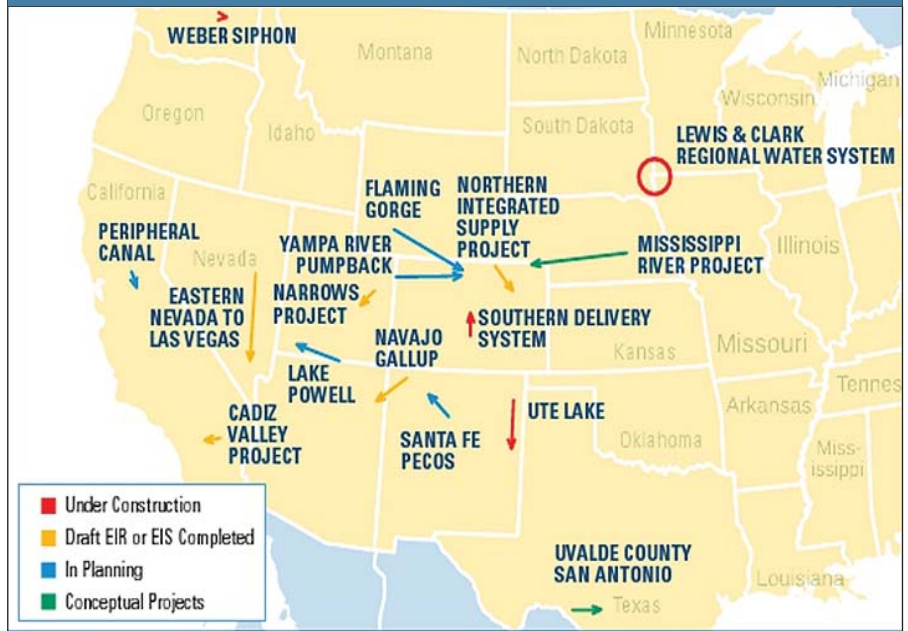 WEBER SIPHON
Montana
North Dakota
Minnesota
Oregon
Idaho
South Dakota
Wisconsin
Michigan
LEWIS & CLARK
REGIONAL WATER SYSTEM
California
Nevada
PERIPHERAL
CANAL
FLAMING
GORGE
NORTHERN
INTEGRATED
SUPPLY
PROJECT
YAMPA RIVER
PUMPBACK
MISSISSIPPI
RIVER PROJECT
Illinois
EASTERN
NEVADA TO
LAS VEGAS
NARROWS
PROJECT
SOUTHERN DELIVERY
SYSTEM
Kansas
Missouri
NAVAJO
GALLUP
LAKE
POWELL
Tennes
Arkansas
CADIZ
VALLEY
PROJECT
SANTA FE
PECOS
UTE LAKE
Oklahoma
Miss-
issippi
Under Construction
Draft EIR or EIS Completed
In Planning
Conceptual Projects
UVALDE COUNTY
SAN ANTONIO
Texas
Louisiana